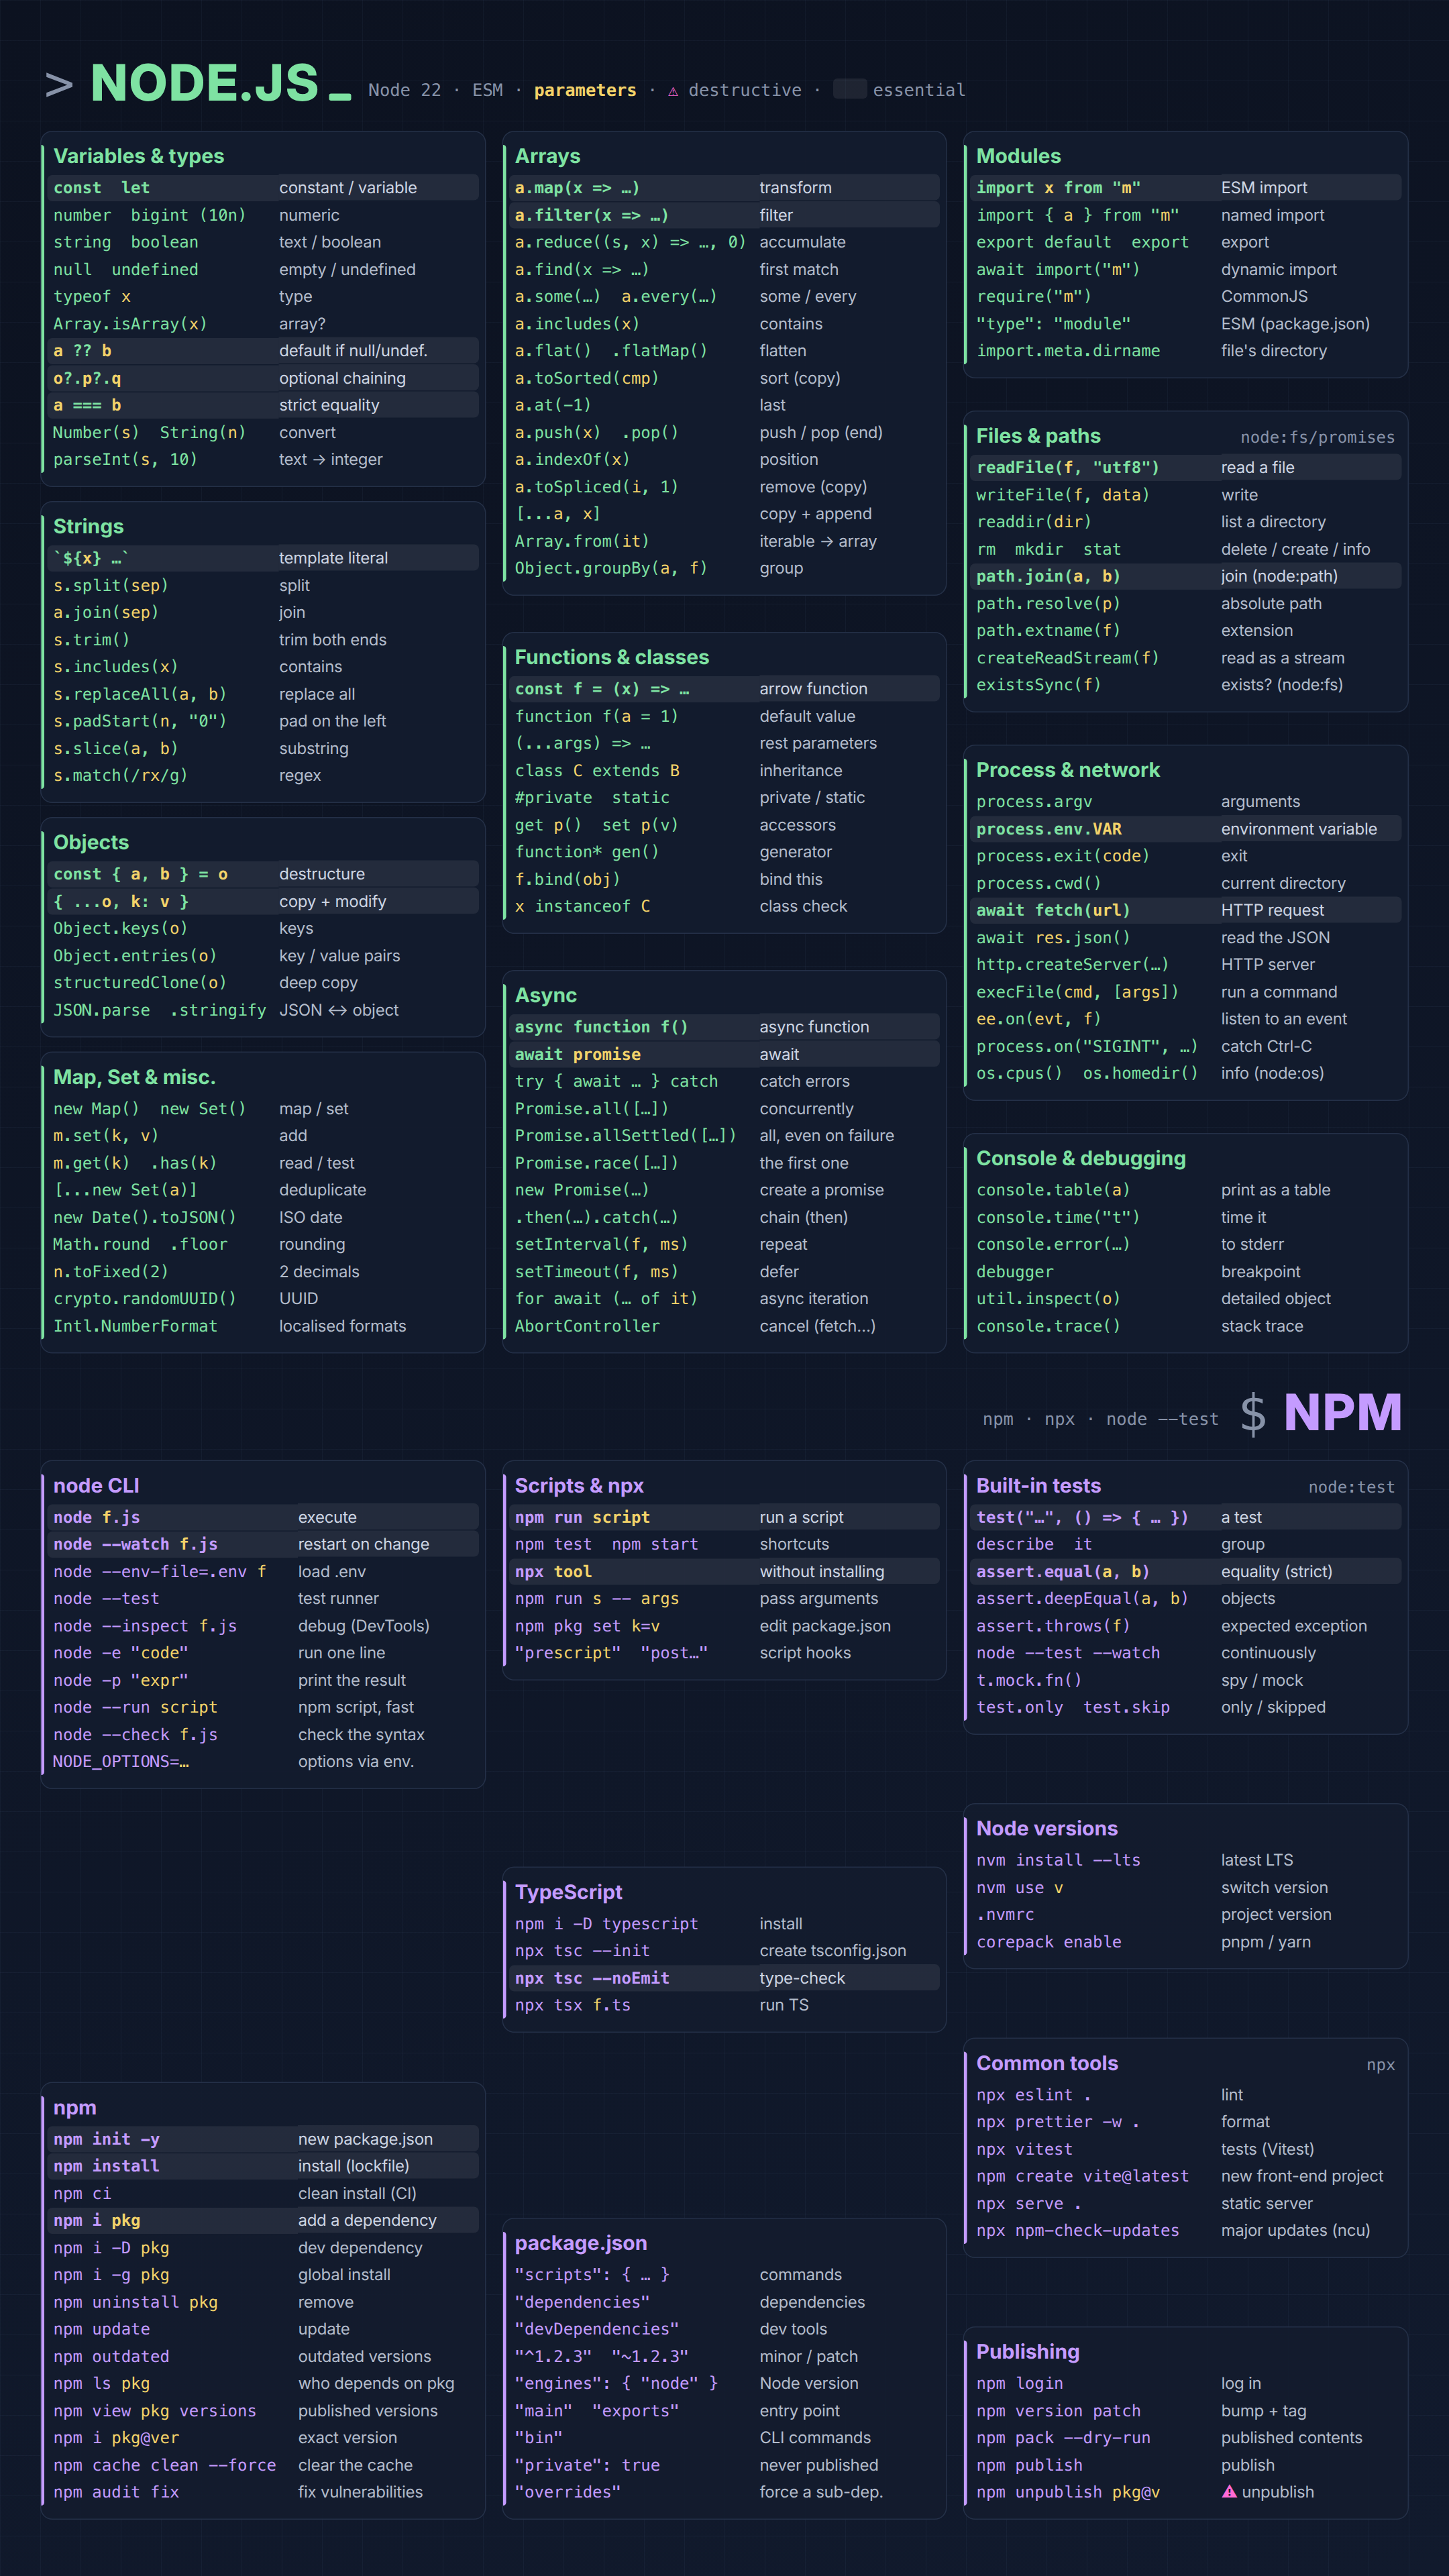 > NODE.JS_ Node 22 · ESM · parameters · ⚠ destructive · essential
Variables & types
const let constant / variable
number bigint (10n) numeric
string boolean text / boolean
null undefined empty / undefined
typeof x type
Array.isArray(x) array?
a ?? b default if null/undef.
o?.p?.q optional chaining
a === b strict equality
Number(s) String(n) convert
parseInt(s, 10) text → integer
Strings
`${x} …` template literal
s.split(sep) split
a.join(sep) join
s.trim() trim both ends
s.includes(x) contains
s.replaceAll(a, b) replace all
s.padStart(n, "0") pad on the left
s.slice(a, b) substring
s.match(/rx/g) regex
Objects
const { a, b } = o destructure
{ ...o, k: v } copy + modify
Object.keys(o) keys
Object.entries(o) key / value pairs
structuredClone(o) deep copy
JSON.parse .stringify JSON ↔ object
Map, Set & misc.
new Map() new Set() map / set
m.set(k, v) add
m.get(k) .has(k) read / test
[...new Set(a)] deduplicate
new Date().toJSON() ISO date
Math.round .floor rounding
n.toFixed(2) 2 decimals
crypto.randomUUID() UUID
Intl.NumberFormat localised formats
Arrays
a.map(x => …) transform
a.filter(x => …) filter
a.reduce((s, x) => …, 0) accumulate
a.find(x => …) first match
a.some(…) a.every(…) some / every
a.includes(x) contains
a.flat() .flatMap() flatten
a.toSorted(cmp) sort (copy)
a.at(-1) last
a.push(x) .pop() push / pop (end)
a.indexOf(x) position
a.toSpliced(i, 1) remove (copy)
[...a, x] copy + append
Array.from(it) iterable → array
Object.groupBy(a, f) group
Functions & classes
const f = (x) => … arrow function
function f(a = 1) default value
(...args) => … rest parameters
class C extends B inheritance
#private static private / static
get p() set p(v) accessors
function* gen() generator
f.bind(obj) bind this
x instanceof C class check
Async
async function f() async function
await promise await
try { await … } catch catch errors
Promise.all([…]) concurrently
Promise.allSettled([…]) all, even on failure
Promise.race([…]) the first one
new Promise(…) create a promise
.then(…).catch(…) chain (then)
setInterval(f, ms) repeat
setTimeout(f, ms) defer
for await (… of it) async iteration
AbortController cancel (fetch…)
Modules
import x from "m" ESM import
import { a } from "m" named import
export default export export
await import("m") dynamic import
require("m") CommonJS
"type": "module" ESM (package.json)
import.meta.dirname file's directory
Files & paths node:fs/promises
readFile(f, "utf8") read a file
writeFile(f, data) write
readdir(dir) list a directory
rm mkdir stat delete / create / info
path.join(a, b) join (node:path)
path.resolve(p) absolute path
path.extname(f) extension
createReadStream(f) read as a stream
existsSync(f) exists? (node:fs)
Process & network
process.argv arguments
process.env.VAR environment variable
process.exit(code) exit
process.cwd() current directory
await fetch(url) HTTP request
await res.json() read the JSON
http.createServer(…) HTTP server
execFile(cmd, [args]) run a command
ee.on(evt, f) listen to an event
process.on("SIGINT", …) catch Ctrl-C
os.cpus() os.homedir() info (node:os)
Console & debugging
console.table(a) print as a table
console.time("t") time it
console.error(…) to stderr
debugger breakpoint
util.inspect(o) detailed object
console.trace() stack trace
npm · npx · node --test $ NPM
node CLI
node f.js execute
node --watch f.js restart on change
node --env-file=.env f load .env
node --test test runner
node --inspect f.js debug (DevTools)
node -e "code" run one line
node -p "expr" print the result
node --run script npm script, fast
node --check f.js check the syntax
NODE_OPTIONS=… options via env.
npm
npm init -y new package.json
npm install install (lockfile)
npm ci clean install (CI)
npm i pkg add a dependency
npm i -D pkg dev dependency
npm i -g pkg global install
npm uninstall pkg remove
npm update update
npm outdated outdated versions
npm ls pkg who depends on pkg
npm view pkg versions published versions
npm i pkg@ver exact version
npm cache clean --force clear the cache
npm audit fix fix vulnerabilities
Scripts & npx
npm run script run a script
npm test npm start shortcuts
npx tool without installing
npm run s -- args pass arguments
npm pkg set k=v edit package.json
"prescript" "post…" script hooks
TypeScript
npm i -D typescript install
npx tsc --init create tsconfig.json
npx tsc --noEmit type-check
npx tsx f.ts run TS
package.json
"scripts": { … } commands
"dependencies" dependencies
"devDependencies" dev tools
"^1.2.3" "~1.2.3" minor / patch
"engines": { "node" } Node version
"main" "exports" entry point
"bin" CLI commands
"private": true never published
"overrides" force a sub-dep.
Built-in tests node:test
test("…", () => { … }) a test
describe it group
assert.equal(a, b) equality (strict)
assert.deepEqual(a, b) objects
assert.throws(f) expected exception
node --test --watch continuously
t.mock.fn() spy / mock
test.only test.skip only / skipped
Node versions
nvm install --lts latest LTS
nvm use v switch version
.nvmrc project version
corepack enable pnpm / yarn
Common tools npx
npx eslint . lint
npx prettier -w . format
npx vitest tests (Vitest)
npm create vite@latest new front-end project
npx serve . static server
npx npm-check-updates major updates (ncu)
Publishing
npm login log in
npm version patch bump + tag
npm pack --dry-run published contents
npm publish publish
npm unpublish pkg@v ⚠ unpublish